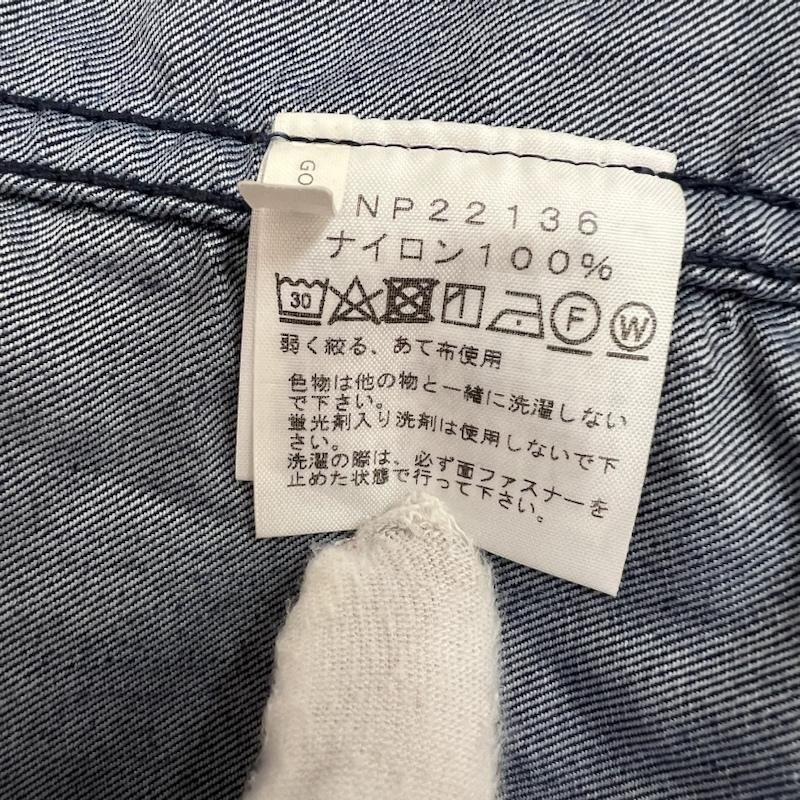 GO
NP22136
ナイロン100%
30 F W
弱く絞る、あて布使用
色物は他の物と一緒に洗濯しない
で下さい。
蛍光剤入り洗剤は使用しないで下
さい。
洗濯の際は、必ず面ファスナーを
止めた状態で行って下さい。